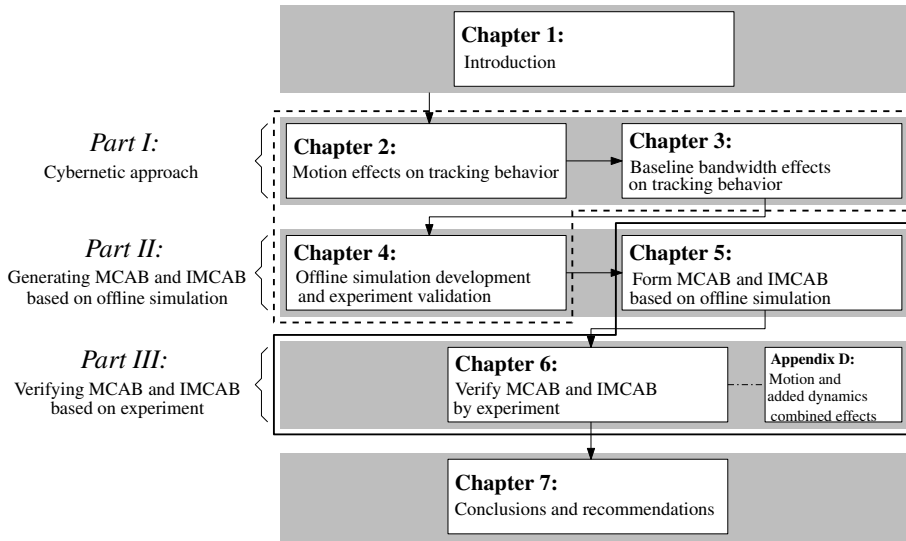 Chapter 1:
Introduction
Part I:
Cybernetic approach
Chapter 2:
Motion effects on tracking behavior
Chapter 3:
Baseline bandwidth effects
on tracking behavior
Part II:
Generating MCAB and IMCAB
based on offline simulation
Chapter 4:
Offline simulation development
and experiment validation
Chapter 5:
Form MCAB and IMCAB
based on offline simulation
Part III:
Verifying MCAB and IMCAB
based on experiment
Chapter 6:
Verify MCAB and IMCAB
by experiment
Appendix D:
Motion and
added dynamics
combined effects
Chapter 7:
Conclusions and recommendations